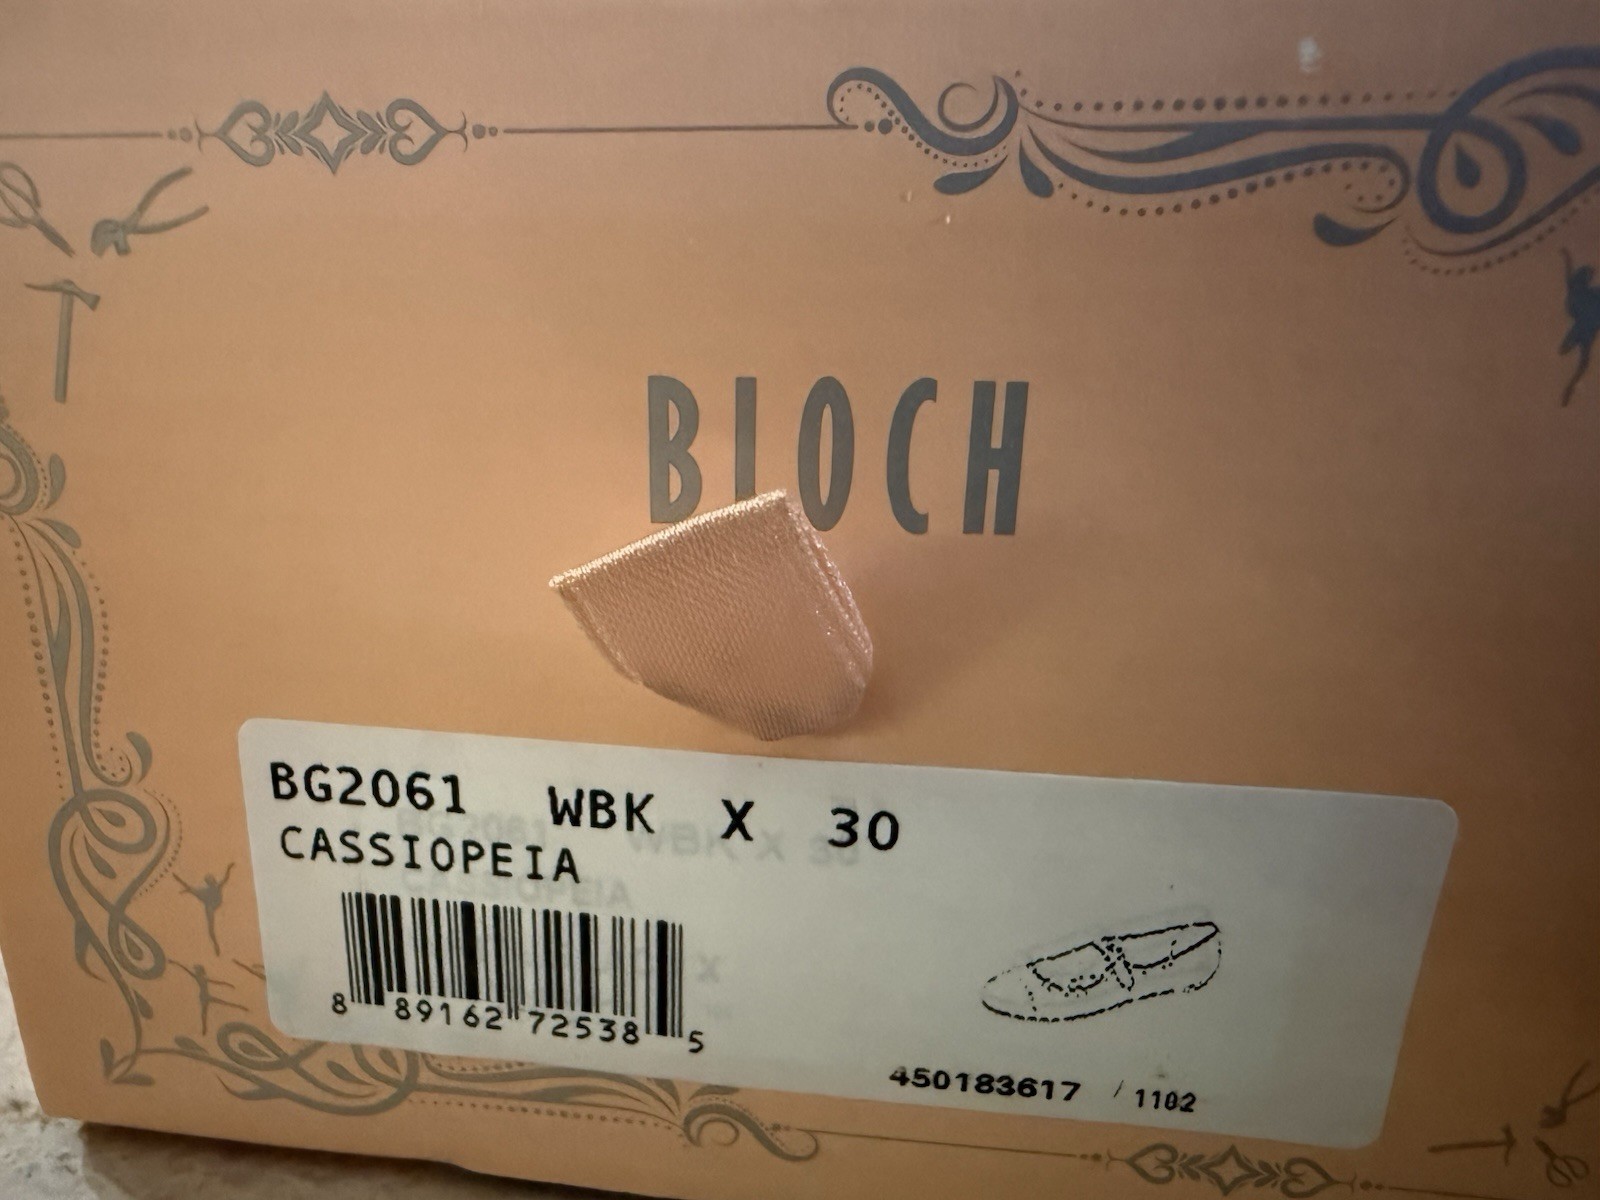 BLOCH
BG2061 WBK X 30
CASSIOPEIA
8 89162 72538 5
450183617 / 1102